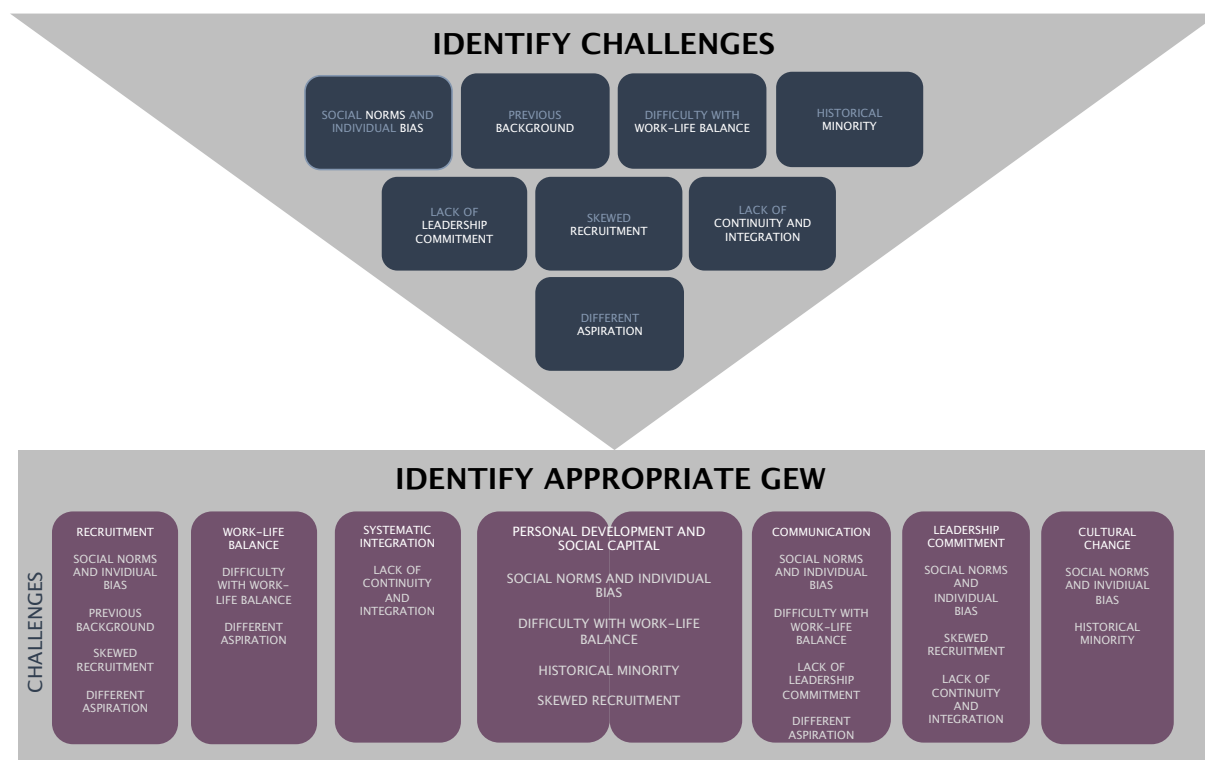 IDENTIFY CHALLENGES
SOCIAL NORMS AND
INDIVIDUAL BIAS
PREVIOUS
BACKGROUND
DIFFICULTY WITH
WORK-LIFE BALANCE
HISTORICAL
MINORITY
LACK OF
LEADERSHIP
COMMITMENT
SKEWED
RECRUITMENT
LACK OF
CONTINUITY AND
INTEGRATION
DIFFERENT
ASPIRATION
IDENTIFY APPROPRIATE GEW
CHALLENGES
RECRUITMENT
SOCIAL NORMS
AND INVIDIUAL
BIAS
PREVIOUS
BACKGROUND
SKEWED
RECRUITMENT
DIFFERENT
ASPIRATION
WORK-LIFE
BALANCE
DIFFICULTY
WITH WORK-
LIFE BALANCE
DIFFERENT
ASPIRATION
SYSTEMATIC
INTEGRATION
LACK OF
CONTINUITY
AND
INTEGRATION
PERSONAL DEVELOPMENT AND
SOCIAL CAPITAL
SOCIAL NORMS AND INDIVIDUAL
BIAS
DIFFICULTY WITH WORK-LIFE
BALANCE
HISTORICAL MINORITY
SKEWED RECRUITMENT
COMMUNICATION
SOCIAL NORMS
AND INDIVIDUAL
BIAS
DIFFICULTY WITH
WORK-LIFE
BALANCE
LACK OF
LEADERSHIP
COMMITMENT
DIFFERENT
ASPIRATION
LEADERSHIP
COMMITMENT
SOCIAL NORMS
AND
INDIVIDUAL
BIAS
SKEWED
RECRUITMENT
LACK OF
CONTINUITY
AND
INTEGRATION
CULTURAL
CHANGE
SOCIAL NORMS
AND INVIDIUAL
BIAS
HISTORICAL
MINORITY